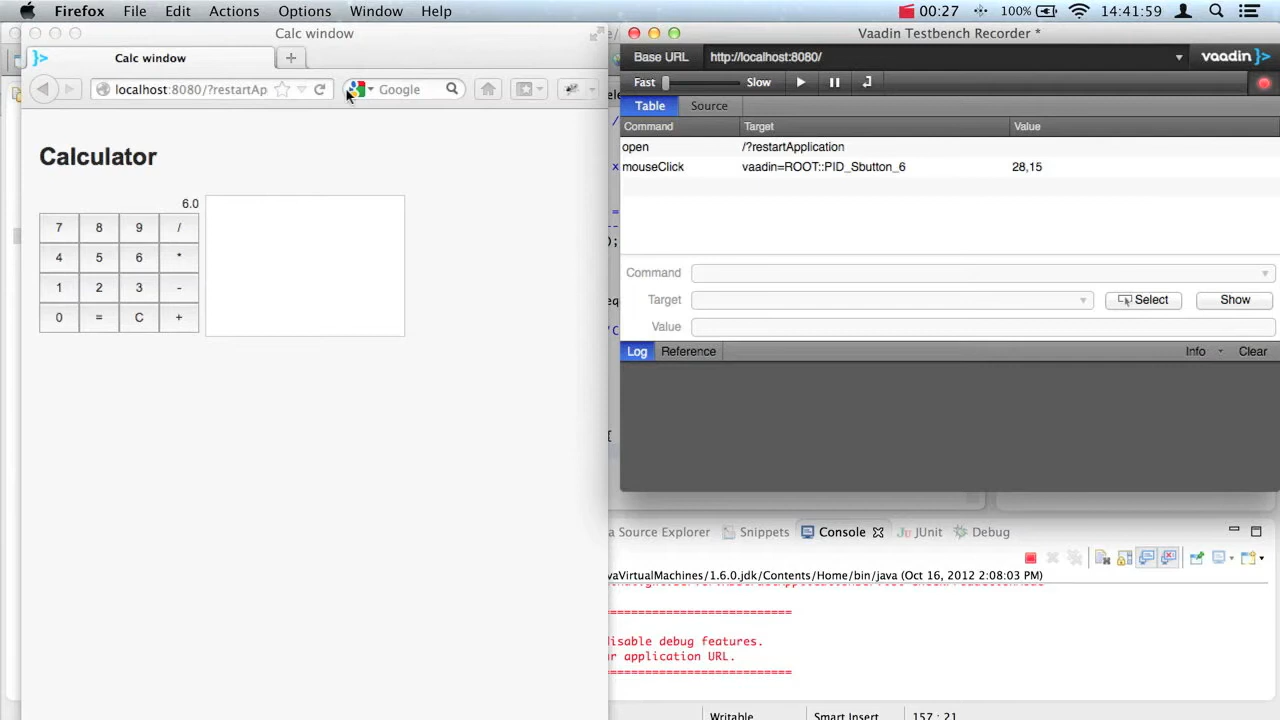 Firefox File Edit Actions Options Window Help 00:27 100% 14:41:59
Calc window
Calc window
localhost:8080/?restartAp
Google
Calculator
6.0
7 8 9 /
4 5 6 *
1 2 3 -
0 = C +
Vaadin Testbench Recorder *
Base URL http://localhost:8080/ vaadin }>
Fast Slow
Table Source
Command Target Value
open /?restartApplication
mouseClick vaadin=ROOT::PID_Sbutton_6 28,15
Command
Target Select Show
Value
Log Reference Info Clear
a Source Explorer Snippets Console JUnit Debug
vaVirtualMachines/1.6.0.jdk/Contents/Home/bin/java (Oct 16, 2012 2:08:03 PM)
=========================
isable debug features.
r application URL.
=========================
Writable Smart Insert 157 : 21